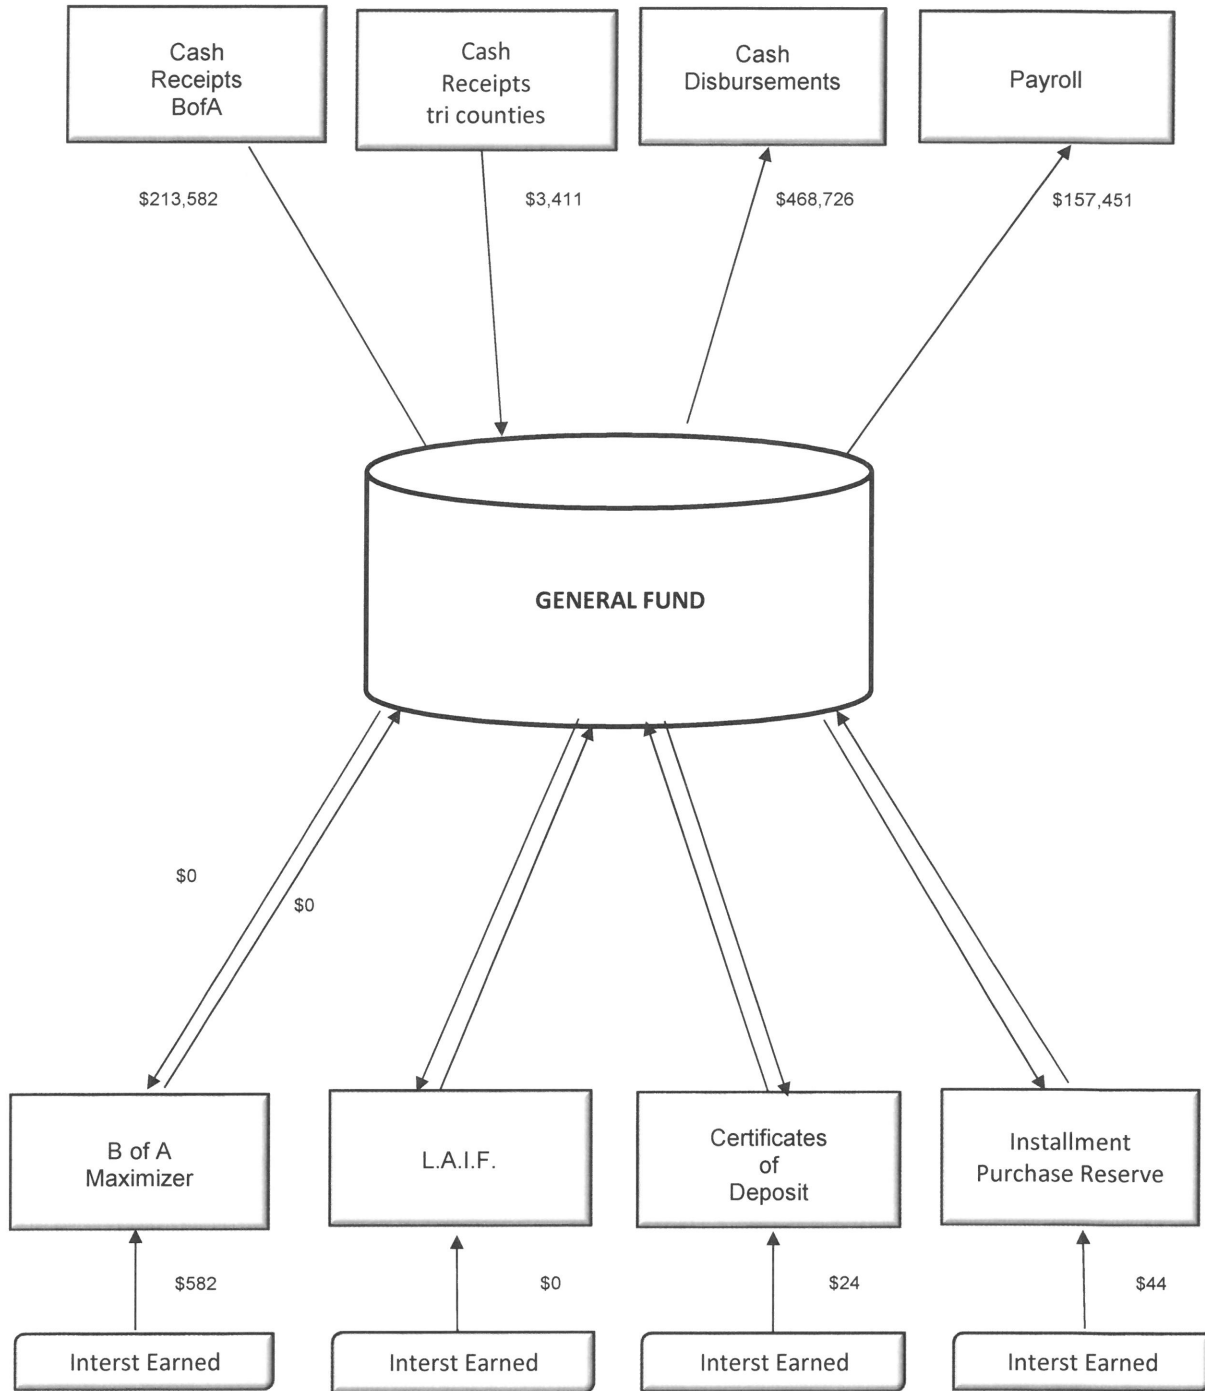 Cash
Receipts
BofA
Cash
Receipts
tri counties
Cash
Disbursements
Payroll
$213,582
$3,411
$468,726
$157,451
GENERAL FUND
$0
$0
B of A
Maximizer
L.A.I.F.
Certificates
of
Deposit
Installment
Purchase Reserve
$582
$0
$24
$44
Interst Earned
Interst Earned
Interst Earned
Interst Earned